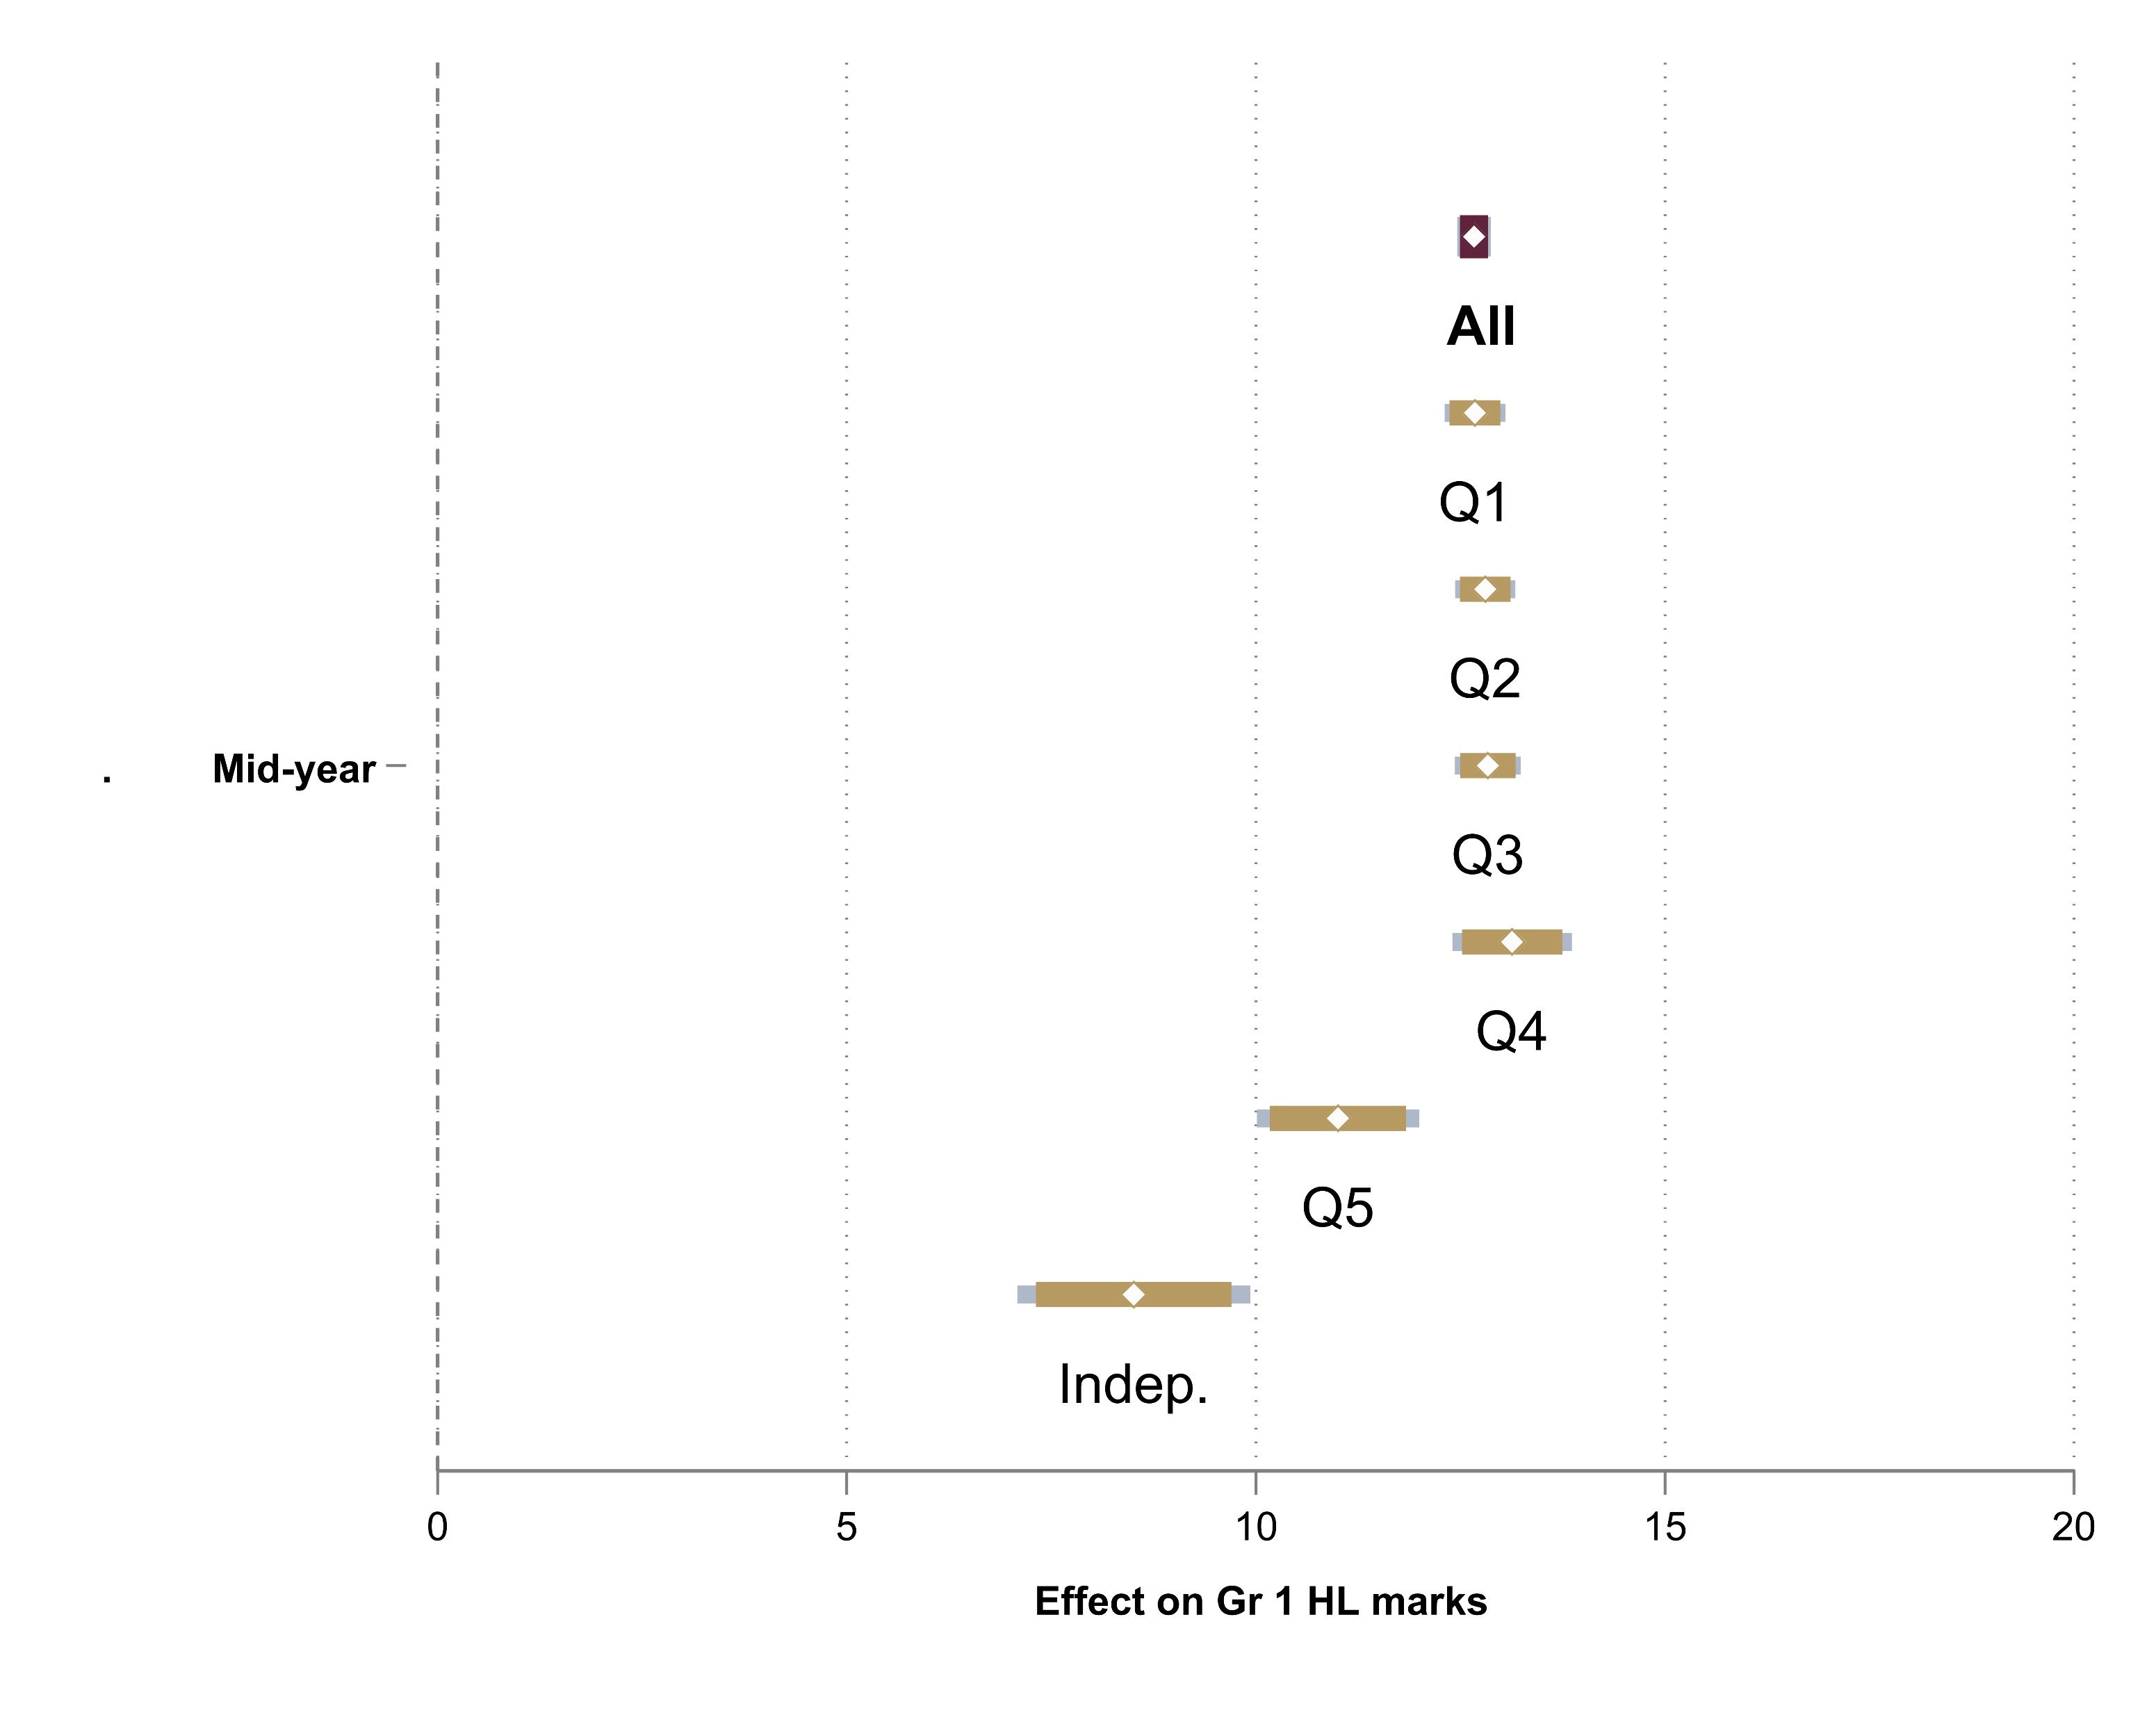 All
Q1
Q2
. Mid-year
Q3
Q4
Q5
Indep.
0 5 10 15 20
Effect on Gr 1 HL marks